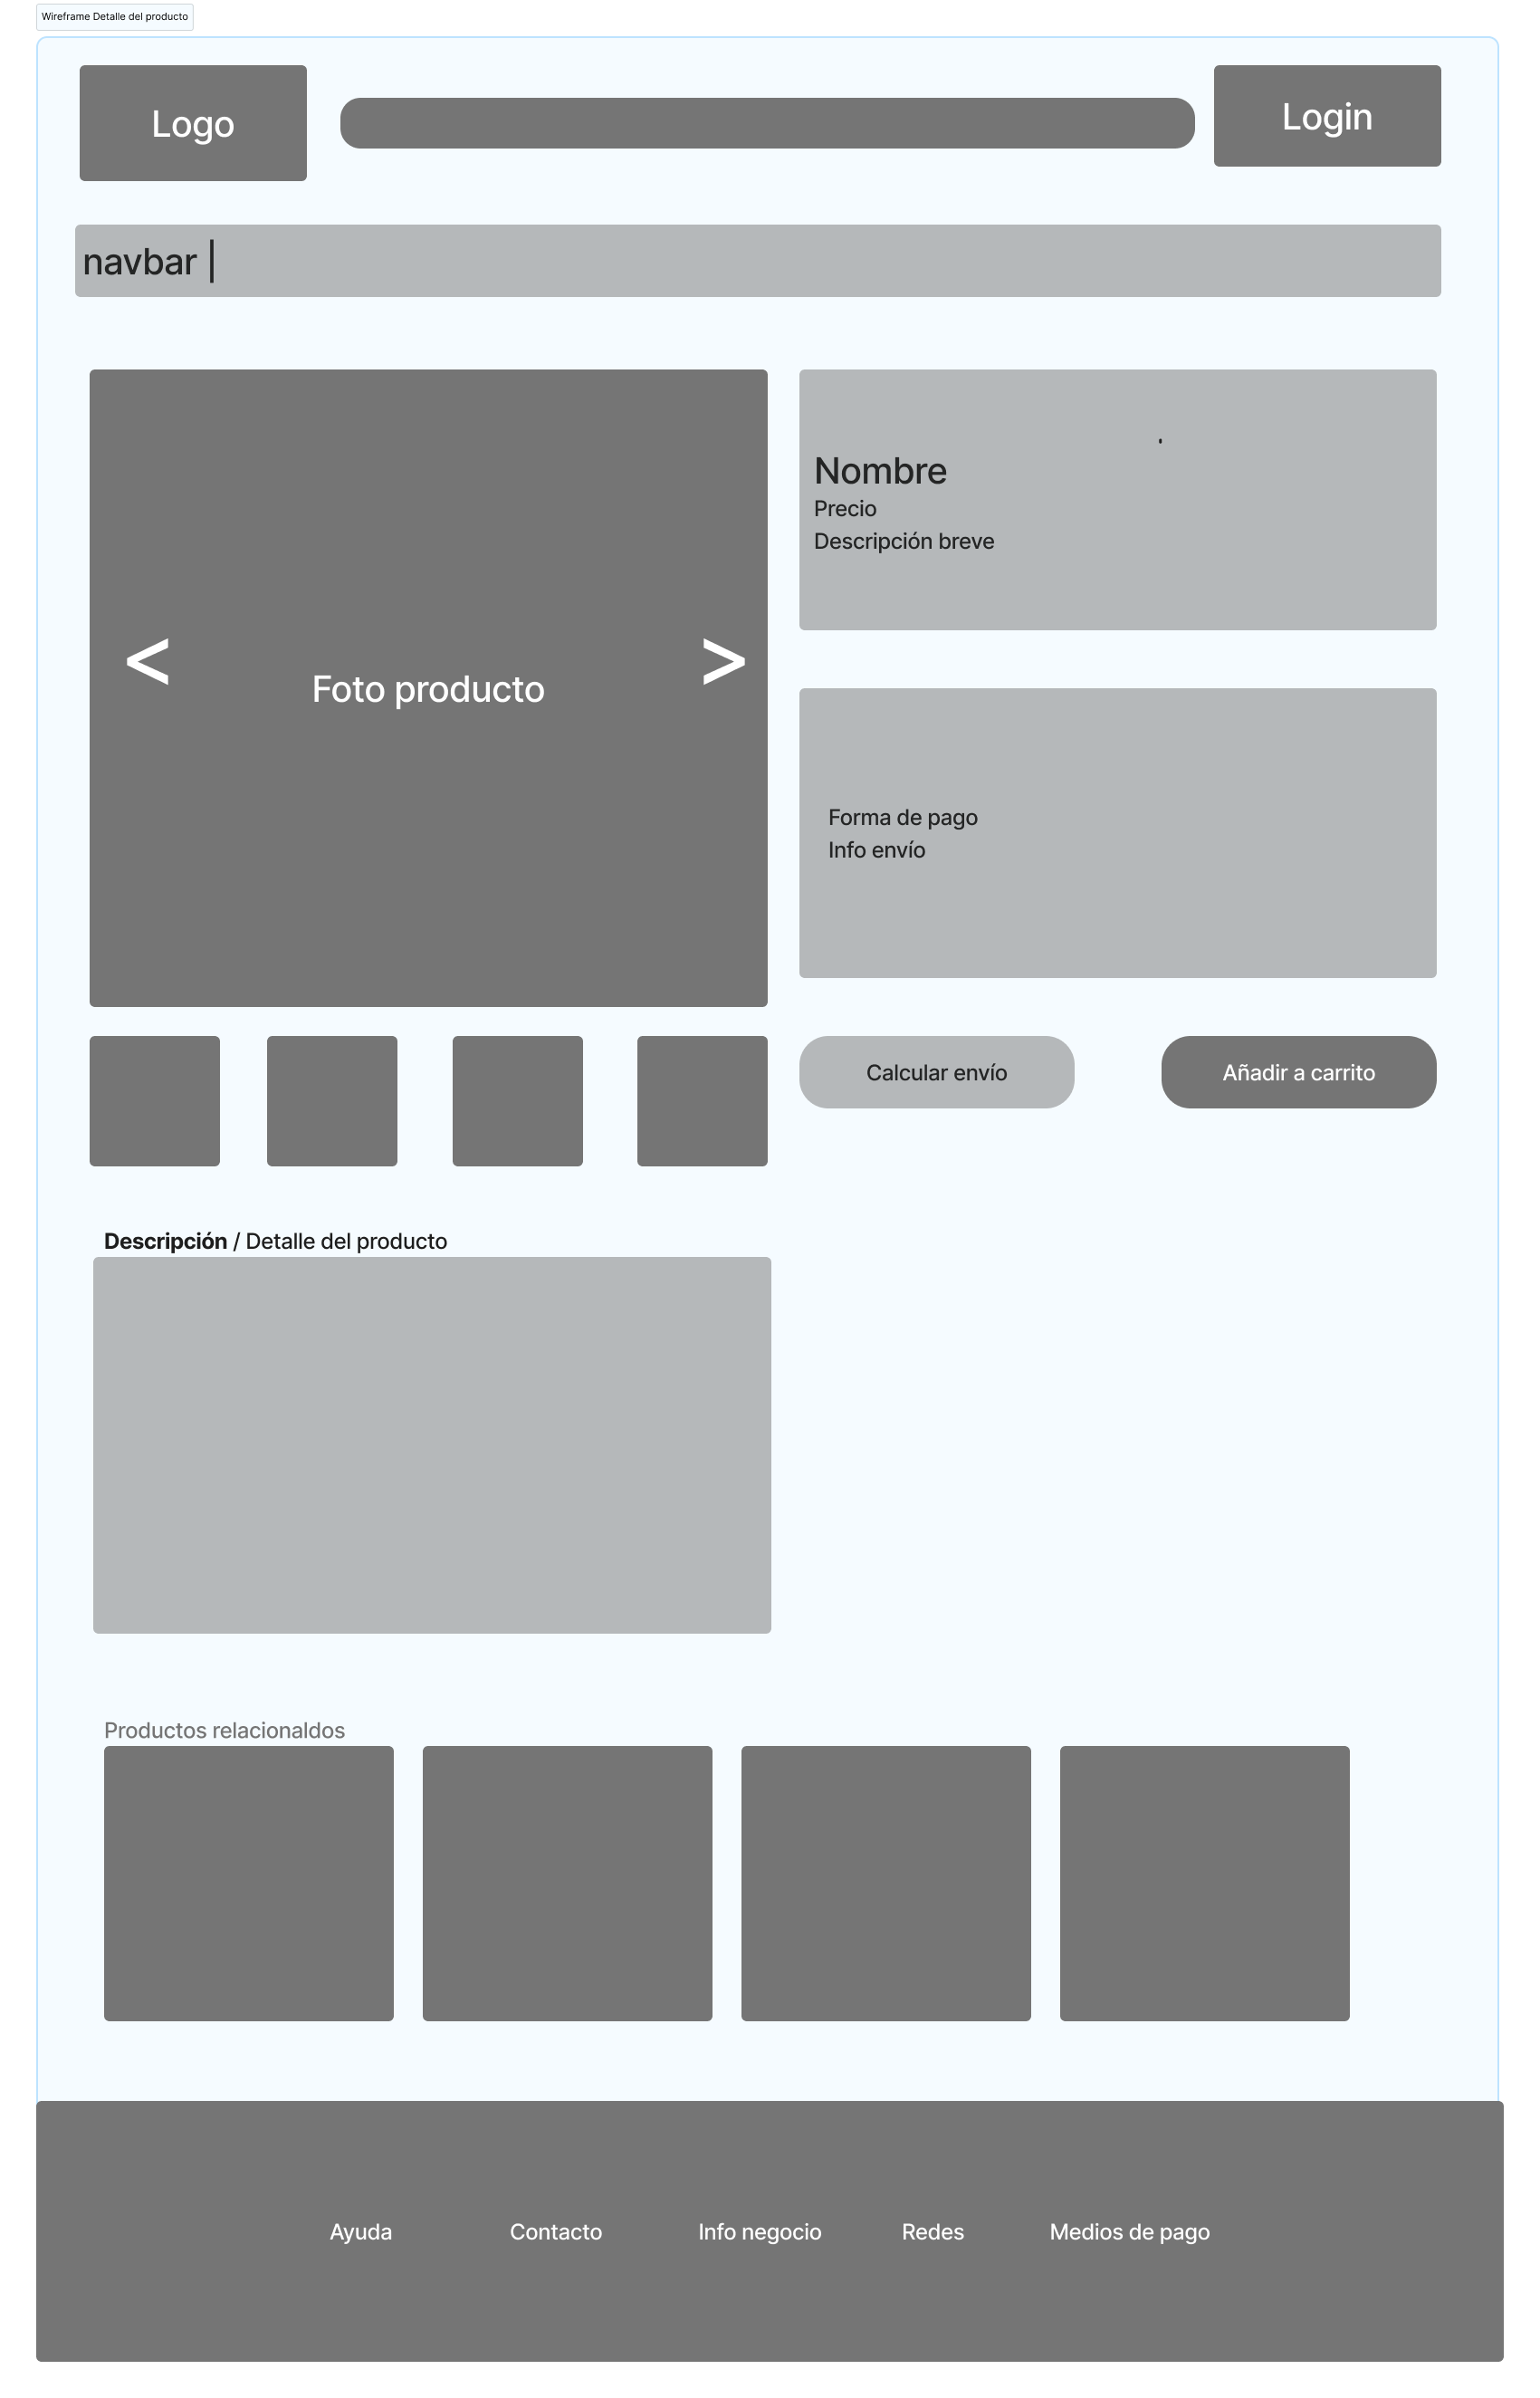 Wireframe Detalle del producto
Logo
Login
navbar |
<
Foto producto
>
Nombre
Precio
Descripción breve
Forma de pago
Info envío
Calcular envío
Añadir a carrito
Descripción / Detalle del producto
Productos relacionaldos
Ayuda
Contacto
Info negocio
Redes
Medios de pago